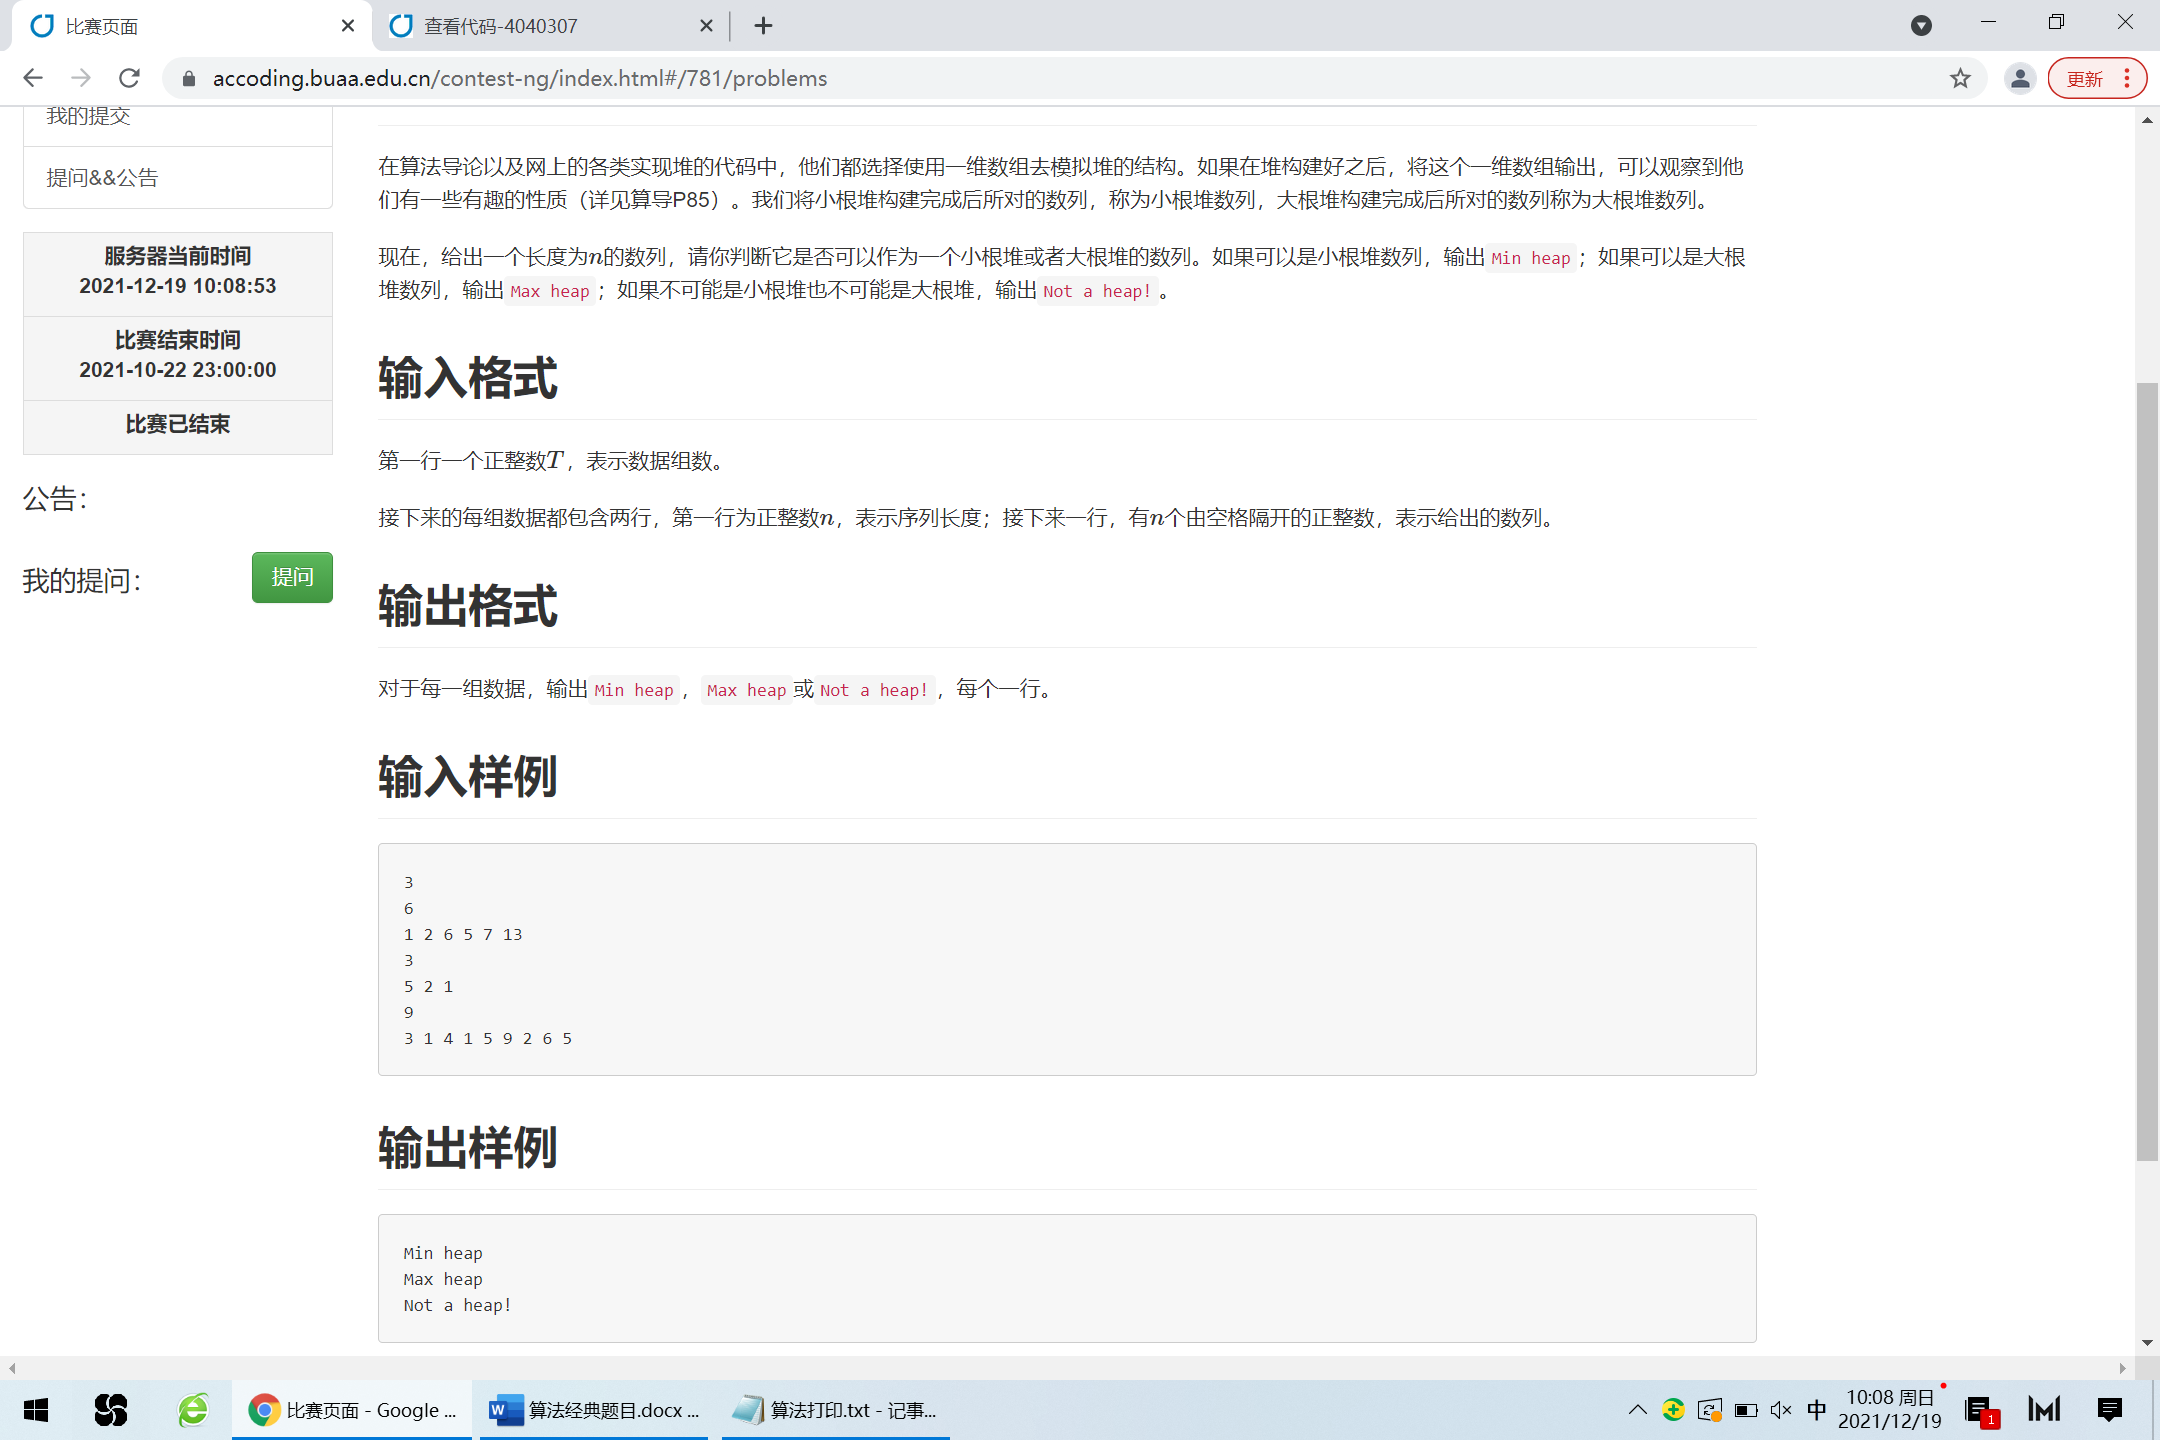 比赛页面
查看代码-4040307
accoding.buaa.edu.cn/contest-ng/index.html#/781/problems
更新
我的提交
提问&&公告
服务器当前时间
2021-12-19 10:08:53
比赛结束时间
2021-10-22 23:00:00
比赛已结束
公告：
我的提问：
提问
在算法导论以及网上的各类实现堆的代码中，他们都选择使用一维数组去模拟堆的结构。如果在堆构建好之后，将这个一维数组输出，可以观察到他
们有一些有趣的性质（详见算导P85）。我们将小根堆构建完成后所对的数列，称为小根堆数列，大根堆构建完成后所对的数列称为大根堆数列。
现在，给出一个长度为n的数列，请你判断它是否可以作为一个小根堆或者大根堆的数列。如果可以是小根堆数列，输出 Min heap ；如果可以是大根
堆数列，输出 Max heap ；如果不可能是小根堆也不可能是大根堆，输出 Not a heap! 。
输入格式
第一行一个正整数T，表示数据组数。
接下来的每组数据都包含两行，第一行为正整数n，表示序列长度；接下来一行，有n个由空格隔开的正整数，表示给出的数列。
输出格式
对于每一组数据，输出 Min heap ， Max heap 或 Not a heap! ，每个一行。
输入样例
3
6
1 2 6 5 7 13
3
5 2 1
9
3 1 4 1 5 9 2 6 5
输出样例
Min heap
Max heap
Not a heap!
比赛页面 - Google ...
算法经典题目.docx ...
算法打印.txt - 记事...
中
10:08 周日
2021/12/19
1